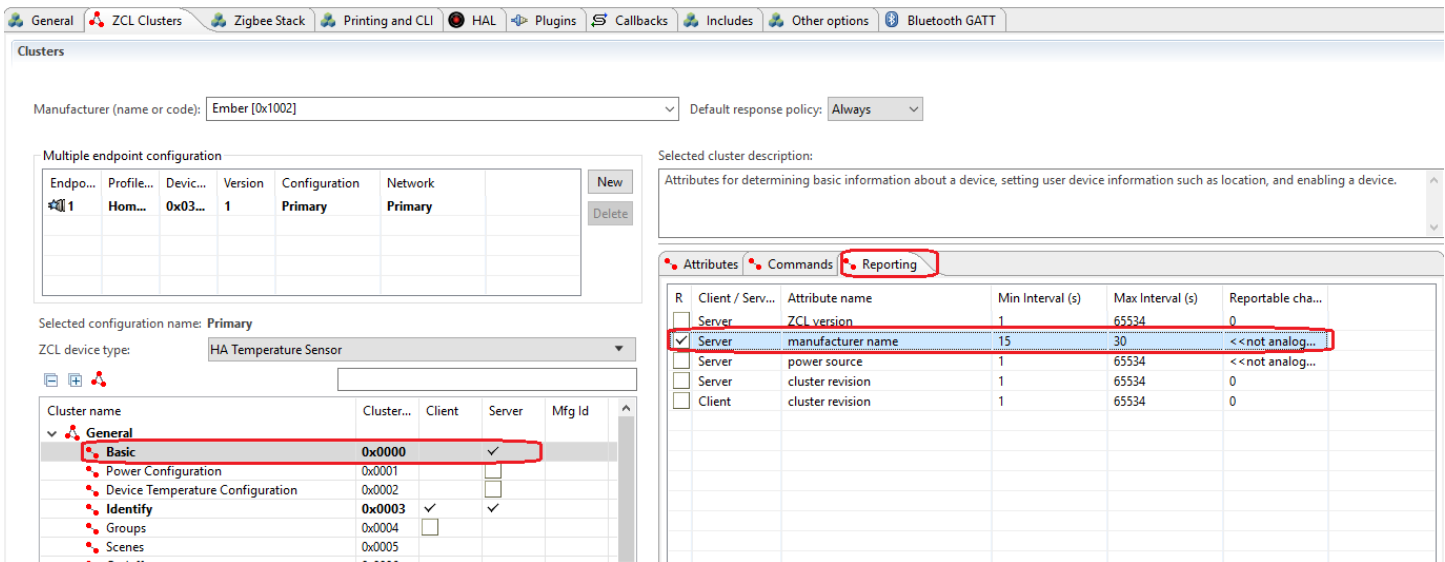 General ZCL Clusters Zigbee Stack Printing and CLI HAL Plugins Callbacks Includes Other options Bluetooth GATT
Clusters
Manufacturer (name or code): Ember [0x1002] Default response policy: Always
Multiple endpoint configuration
Endpo... Profile... Devic... Version Configuration Network
1 Hom... 0x03... 1 Primary Primary
New
Delete
Selected configuration name: Primary
ZCL device type: HA Temperature Sensor
Cluster name Cluster... Client Server Mfg Id
General
Basic 0x0000
Power Configuration 0x0001
Device Temperature Configuration 0x0002
Identify 0x0003
Groups 0x0004
Scenes 0x0005
Selected cluster description:
Attributes for determining basic information about a device, setting user device information such as location, and enabling a device.
Attributes Commands Reporting
R Client / Serv... Attribute name Min Interval (s) Max Interval (s) Reportable cha...
Server ZCL version 1 65534 0
Server manufacturer name 15 30 <<not analog...
Server power source 1 65534 <<not analog...
Server cluster revision 1 65534 0
Client cluster revision 1 65534 0